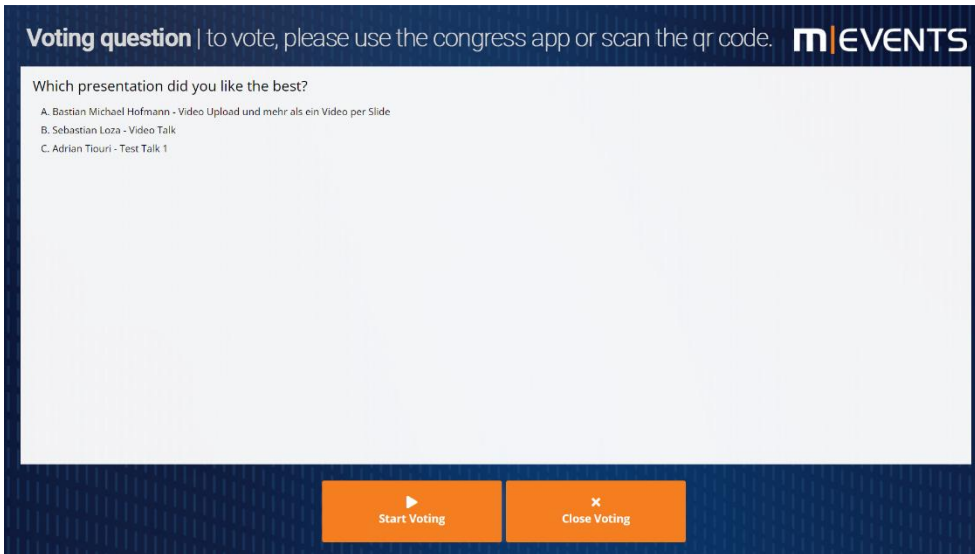 Voting question | to vote, please use the congress app or scan the qr code.
m|EVENTS
Which presentation did you like the best?
A. Bastian Michael Hofmann - Video Upload und mehr als ein Video per Slide
B. Sebastian Loza - Video Talk
C. Adrian Tiouri - Test Talk 1
Start Voting
Close Voting